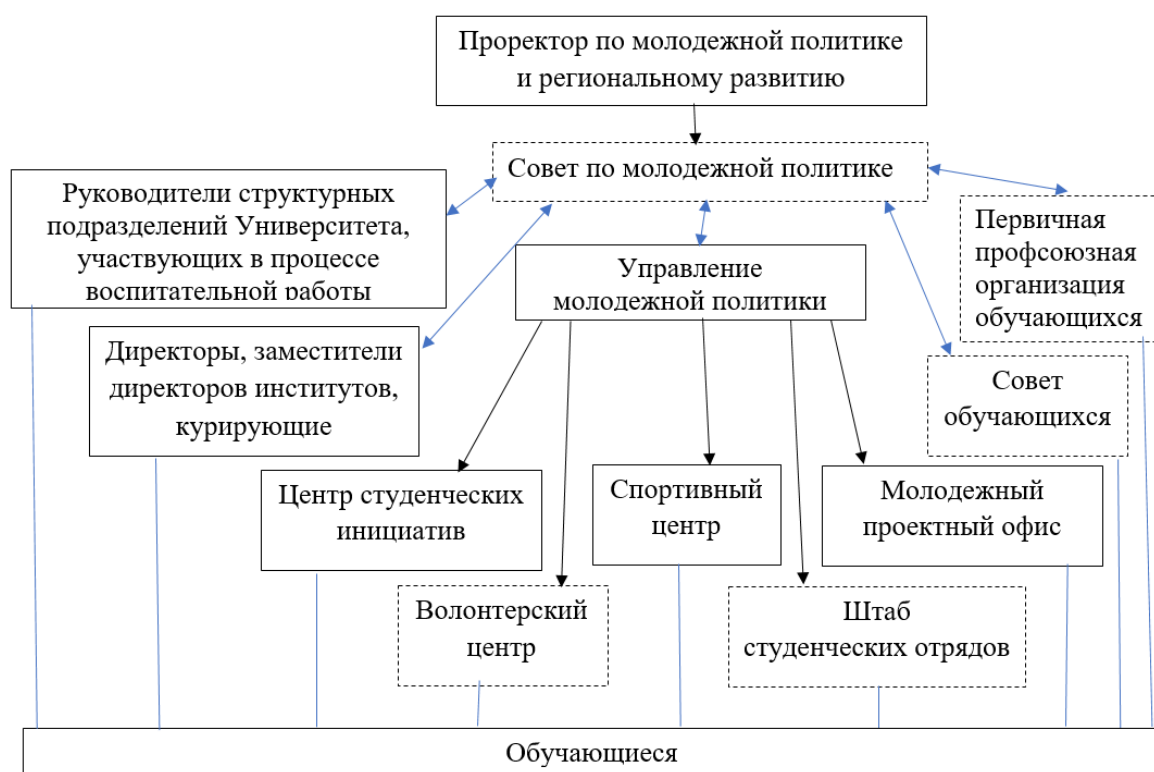 Проректор по молодежной политике
и региональному развитию
Совет по молодежной политике
Руководители структурных
подразделений Университета,
участвующих в процессе
воспитательной работы
Первичная
профсоюзная
организация
обучающихся
Управление
молодежной политики
Директоры, заместители
директоров институтов,
курирующие
Совет
обучающихся
Центр студенческих
инициатив
Спортивный
центр
Молодежный
проектный офис
Волонтерский
центр
Штаб
студенческих отрядов
Обучающиеся